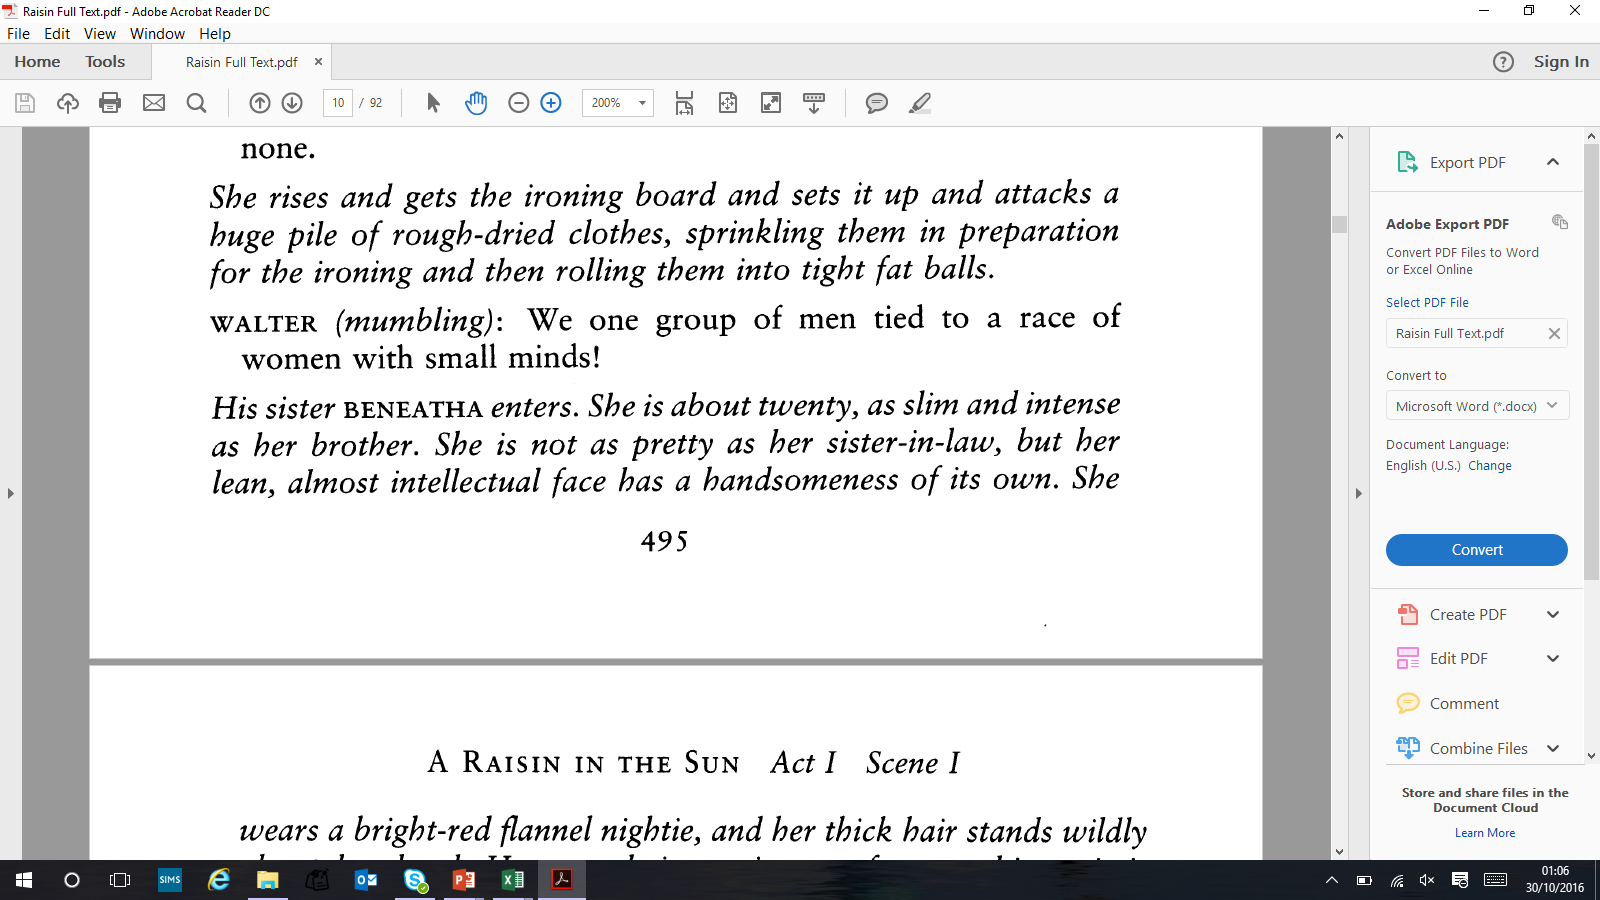 Raisin Full Text.pdf - Adobe Acrobat Reader DC
File Edit View Window Help
Home Tools Raisin Full Text.pdf × ? Sign In
10 / 92 200%
none.
She rises and gets the ironing board and sets it up and attacks a
huge pile of rough-dried clothes, sprinkling them in preparation
for the ironing and then rolling them into tight fat balls.
WALTER (mumbling): We one group of men tied to a race of
women with small minds!
His sister BENEATHA enters. She is about twenty, as slim and intense
as her brother. She is not as pretty as her sister-in-law, but her
lean, almost intellectual face has a handsomeness of its own. She
495
A RAISIN IN THE SUN Act I Scene I
wears a bright-red flannel nightie, and her thick hair stands wildly
Export PDF
Adobe Export PDF
Convert PDF Files to Word
or Excel Online
Select PDF File
Raisin Full Text.pdf
Convert to
Microsoft Word (*.docx)
Document Language:
English (U.S.) Change
Convert
Create PDF
Edit PDF
Comment
Combine Files
Store and share files in the
Document Cloud
Learn More
SIMS
01:06
30/10/2016